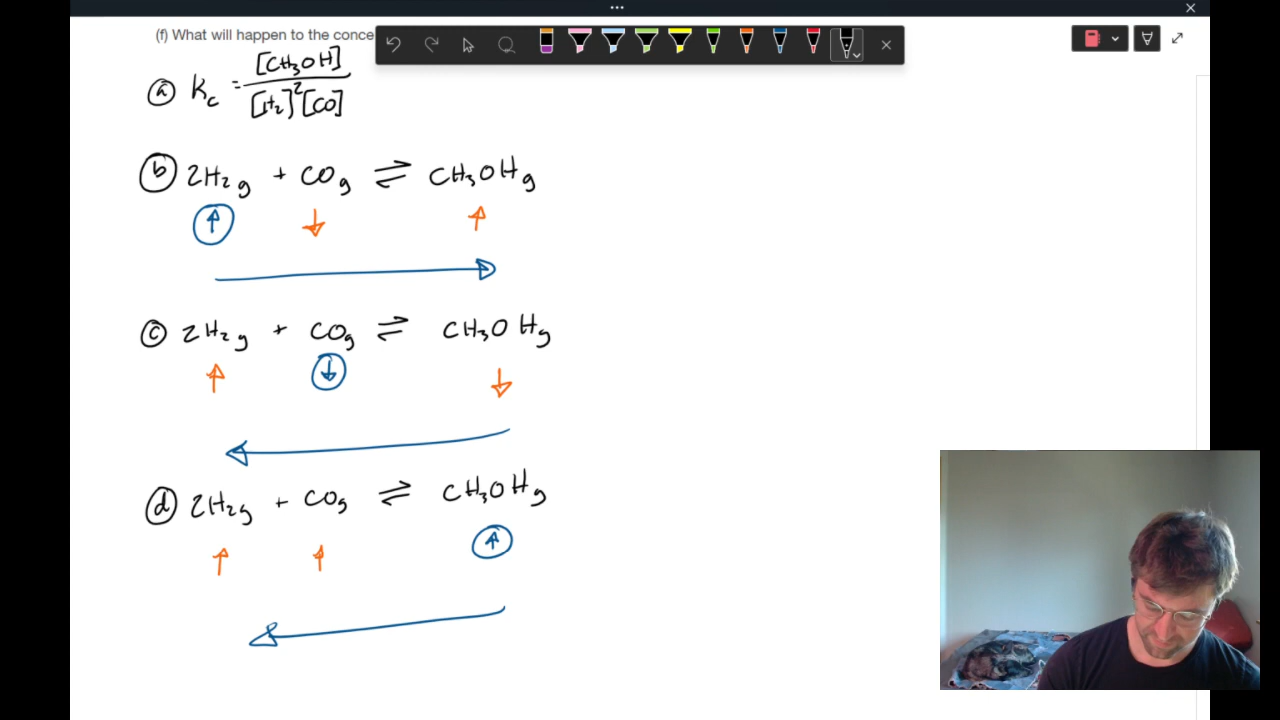 (f) What will happen to the conce
ⓐ Kc = [CH₃OH] / [H₂]²[CO]
ⓑ 2H₂g + COg ⇌ CH₃OHg
↑ ↓ ↑
ⓒ 2H₂g + COg ⇌ CH₃OHg
↑ ↓ ↓
ⓓ 2H₂g + COg ⇌ CH₃OHg
↑ ↑ ↑